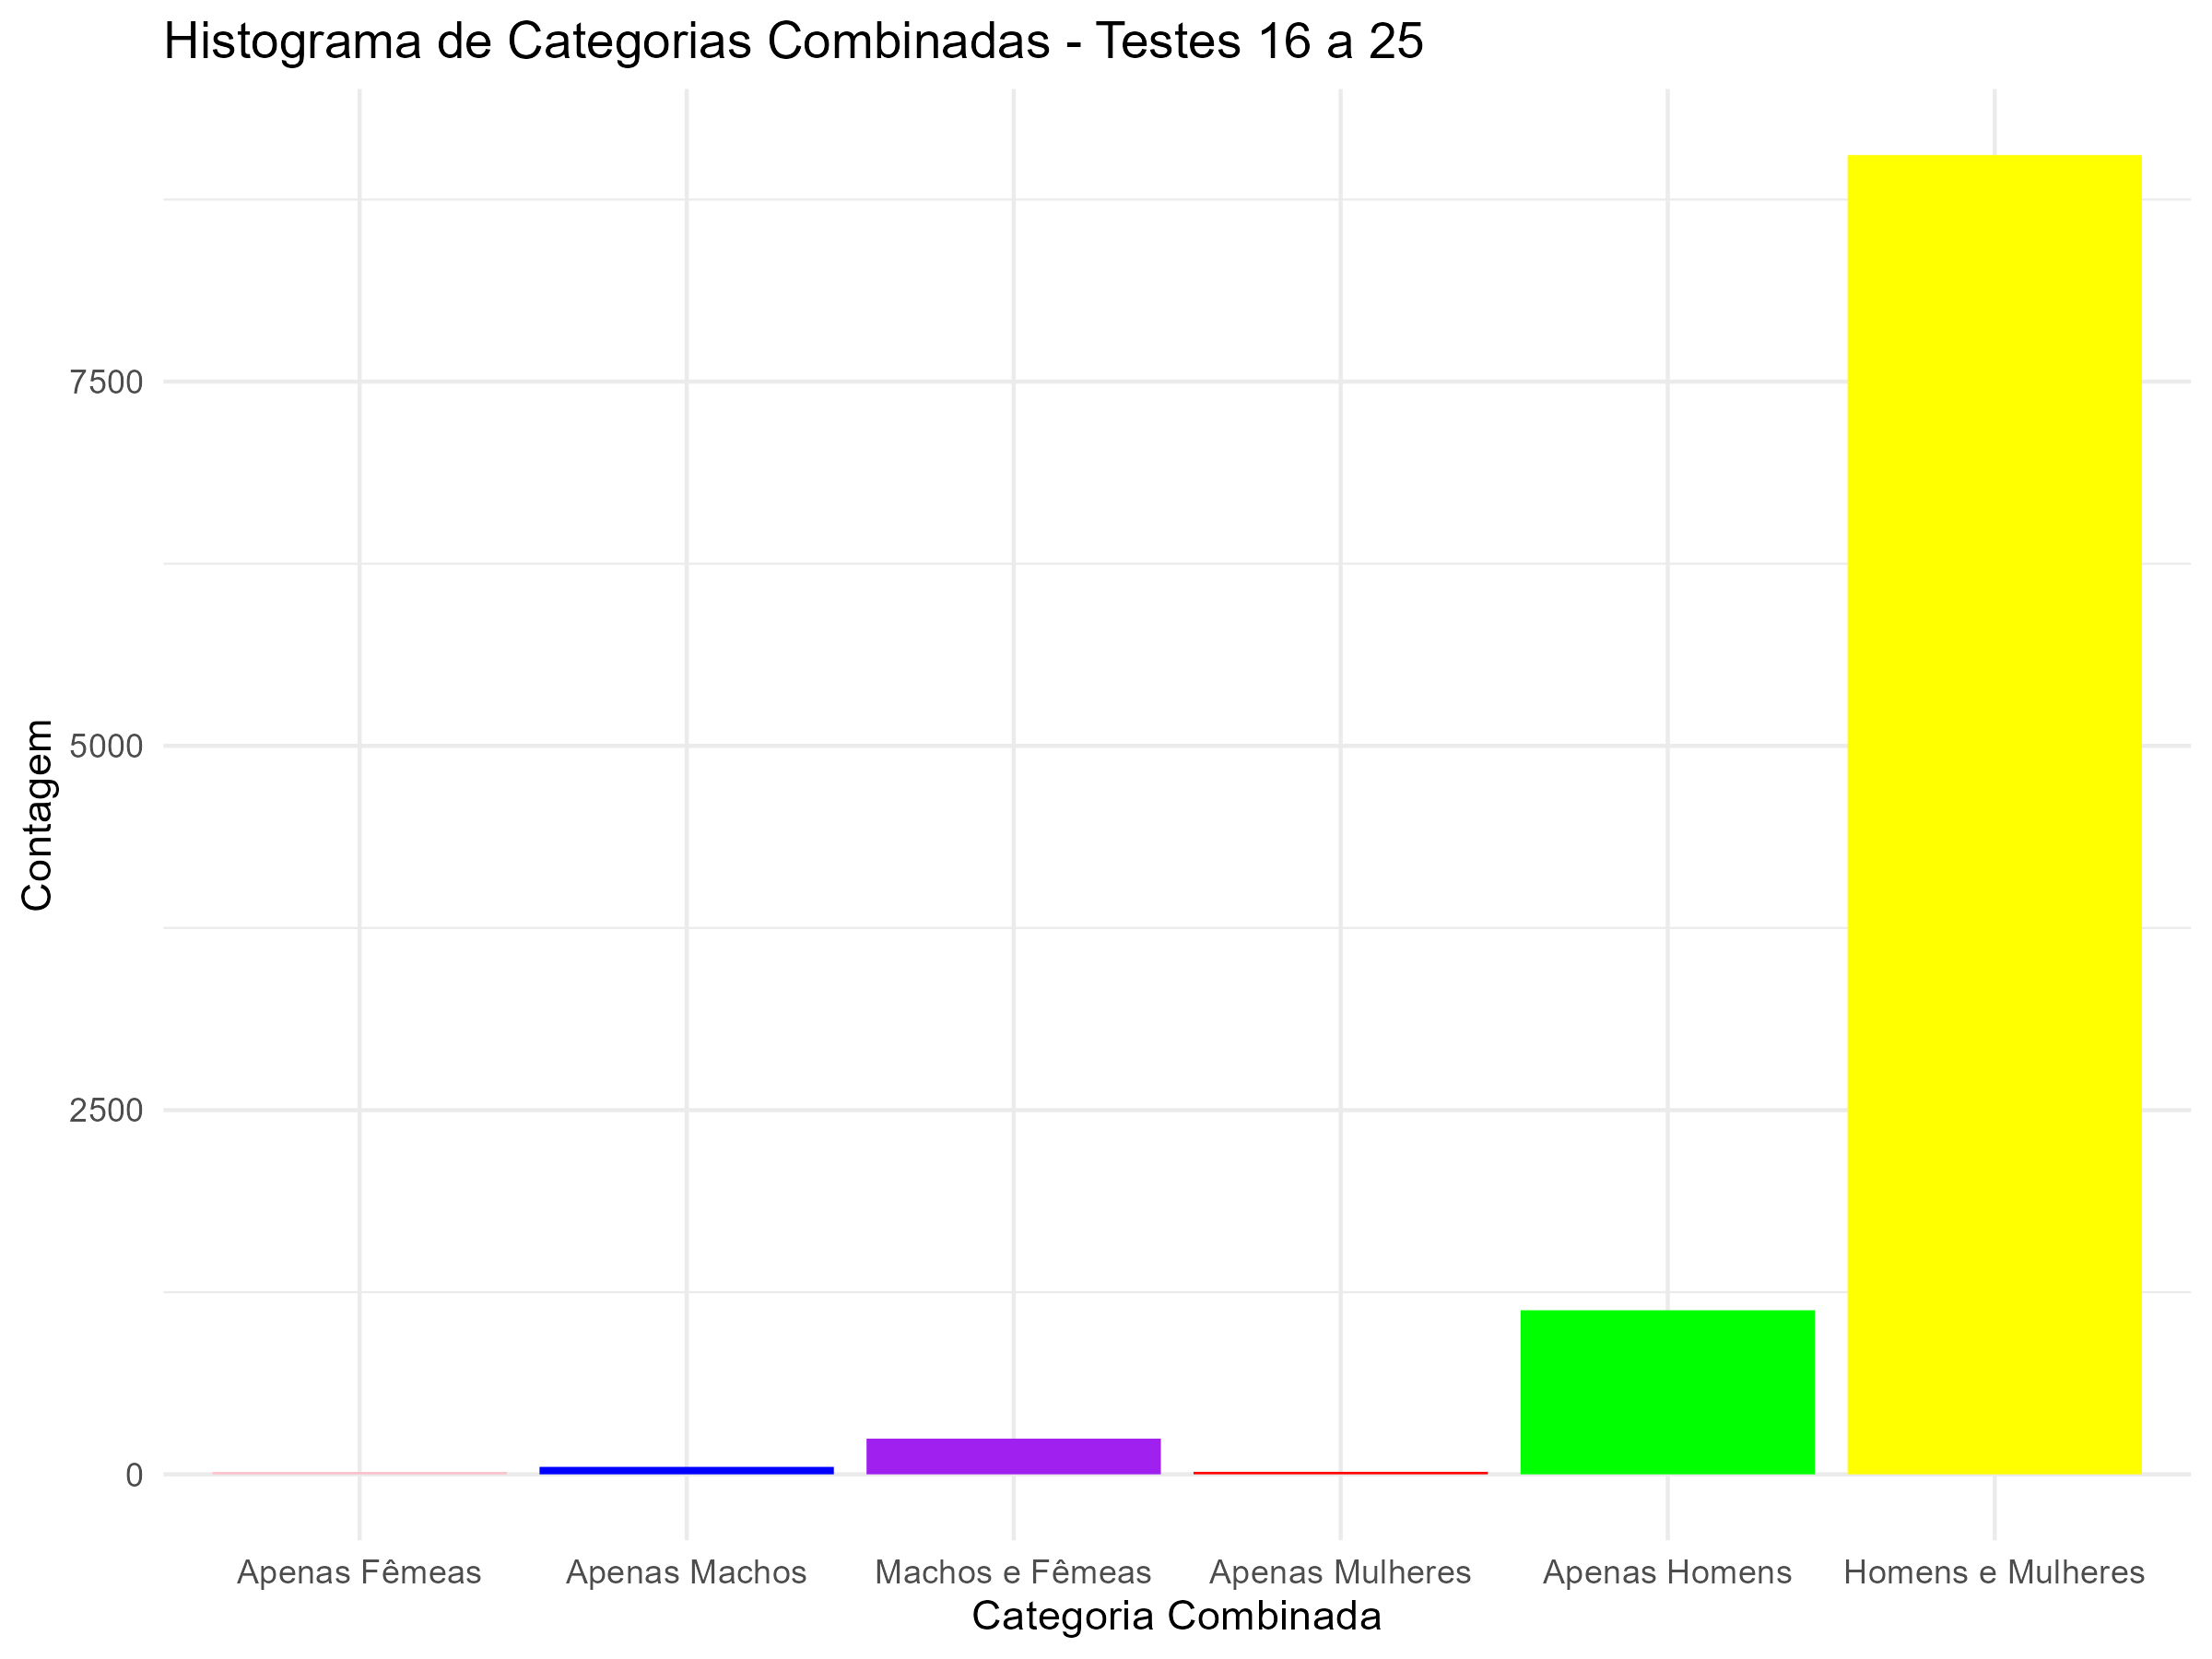 Histograma de Categorias Combinadas - Testes 16 a 25
Contagem
7500
5000
2500
0
Apenas Fêmeas
Apenas Machos
Machos e Fêmeas
Apenas Mulheres
Apenas Homens
Homens e Mulheres
Categoria Combinada